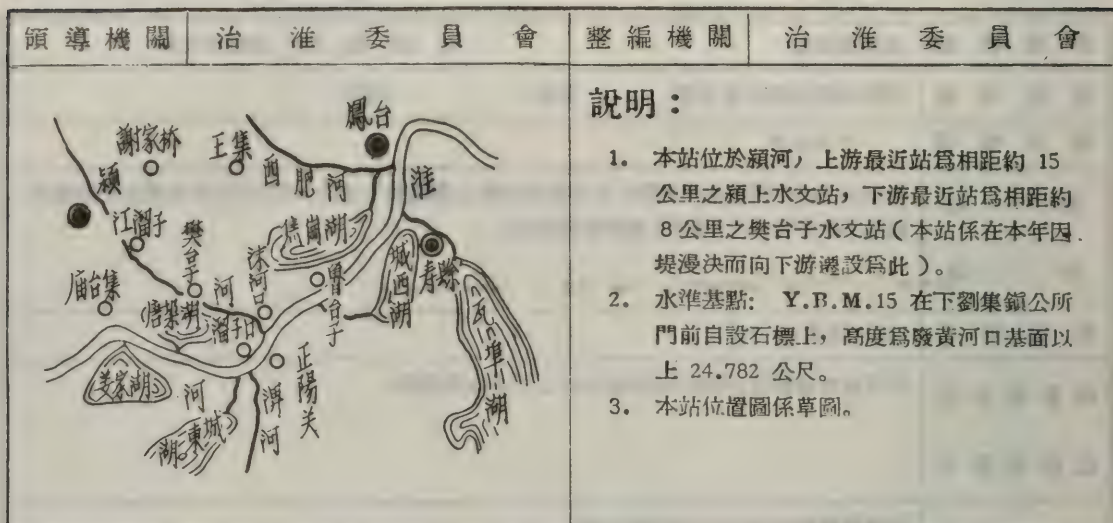 領導機關 治淮委員會 整編機關 治淮委員會
說明：
1. 本站位於潁河，上游最近站爲相距約 15
公里之潁上水文站，下游最近站爲相距約
8 公里之樊台子水文站（本站係在本年因
堤漫決而向下游遷設爲此）。
2. 水準基點： Y.B.M.15 在下劉集鎭公所
門前自設石標上，高度爲廢黃河口基面以
上 24.782 公尺。
3. 本站位置圖係草圖。
鳳台
謝家桥
王集
西肥河
淮
潁
江溜子
樊台子
焦崗湖
城西湖
壽縣
沫河口
魯台子
庙台集
唐垜湖
河
溜子口
正陽关
瓦埠湖
姜家湖
河
淠河
城東湖